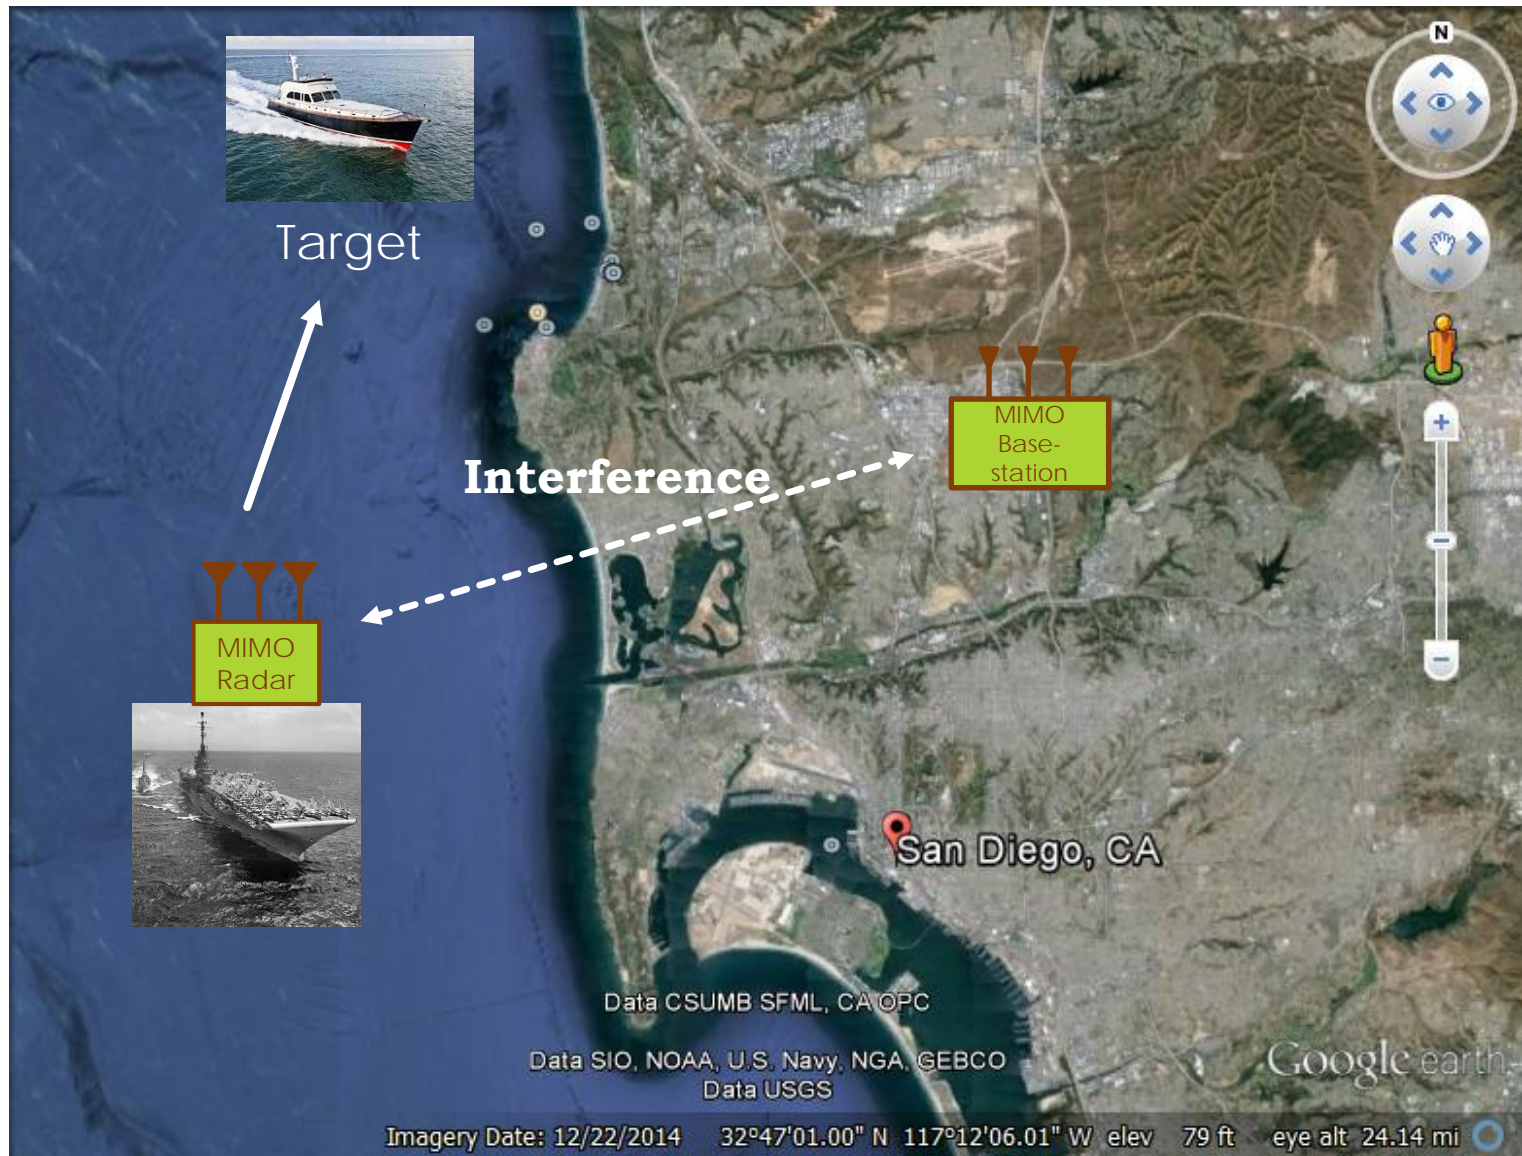 N
Target
MIMO
Base-
station
Interference
MIMO
Radar
San Diego, CA
Data CSUMB SFML, CA OPC
Data SIO, NOAA, U.S. Navy, NGA, GEBCO
Data USGS
Google earth
Imagery Date: 12/22/2014 32°47'01.00" N 117°12'06.01" W elev 79 ft eye alt 24.14 mi